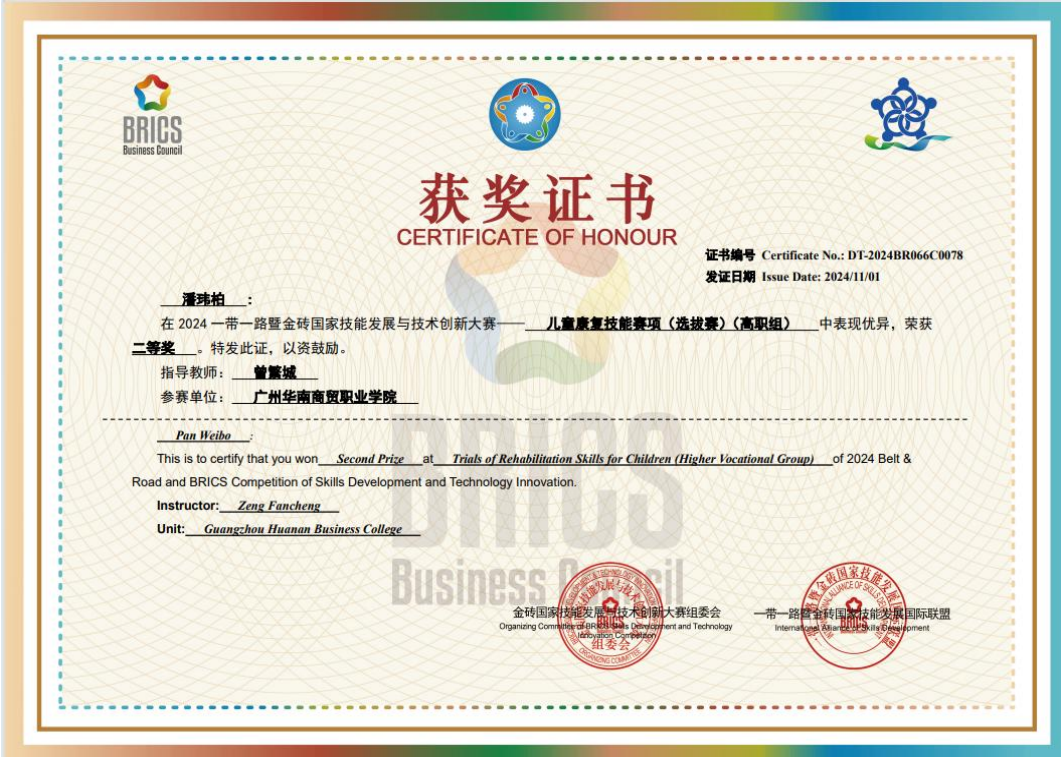 BRICS
Business Council
获奖证书
CERTIFICATE OF HONOUR
证书编号 Certificate No.: DT-2024BR066C0078
发证日期 Issue Date: 2024/11/01
潘玮柏 :
在 2024 一带一路暨金砖国家技能发展与技术创新大赛——儿童康复技能赛项（选拔赛）（高职组） 中表现优异，荣获
二等奖 。特发此证，以资鼓励。
指导教师： 曾繁城
参赛单位： 广州华南商贸职业学院
Pan Weibo :
This is to certify that you won Second Prize at Trials of Rehabilitation Skills for Children (Higher Vocational Group) of 2024 Belt &
Road and BRICS Competition of Skills Development and Technology Innovation.
Instructor: Zeng Fancheng
Unit: Guangzhou Huanan Business College
BRICS
Business Council
金砖国家技能发展与技术创新大赛组委会
Organizing Committee of BRICS Skills Development and Technology
Innovation Competition
组委会
ORGANIZING COMMITTEE
一带一路暨金砖国家技能发展国际联盟
International Alliance of Skills Development